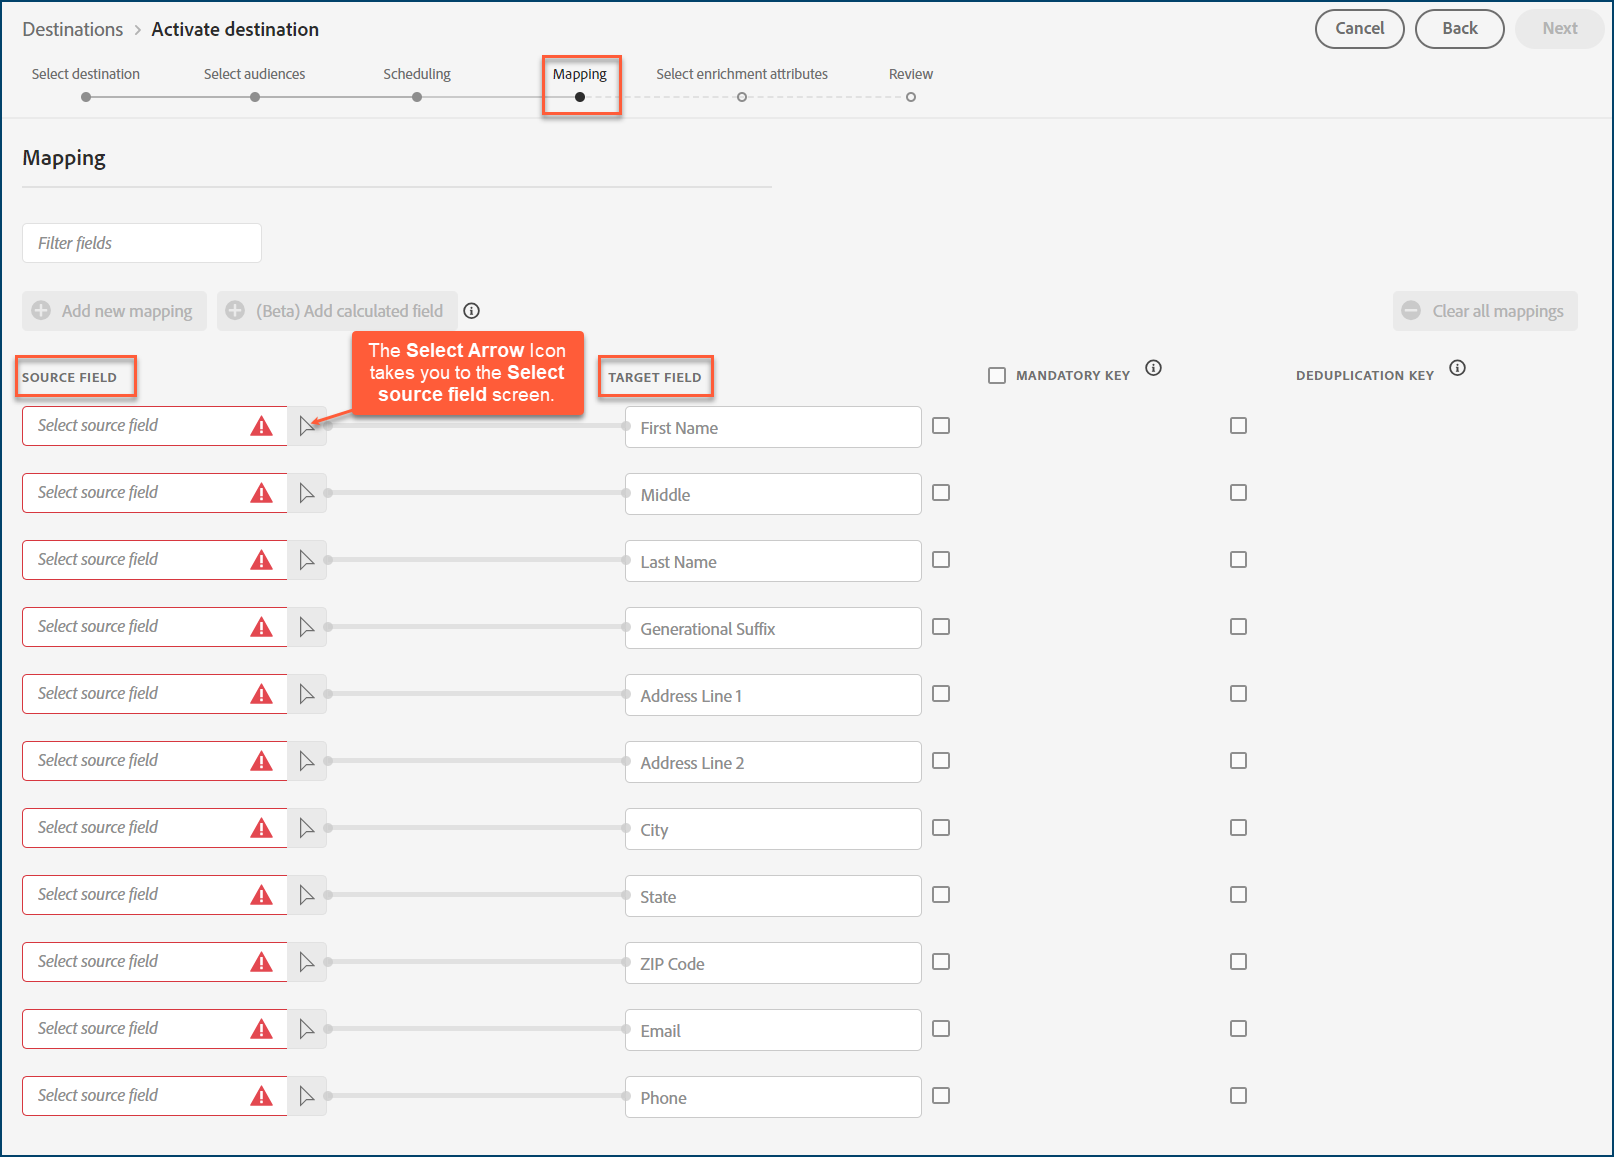 Destinations > Activate destination
Cancel
Back
Next
Select destination
Select audiences
Scheduling
Mapping
Select enrichment attributes
Review
Mapping
Filter fields
Add new mapping
(Beta) Add calculated field
Clear all mappings
The Select Arrow Icon
takes you to the Select
source field screen.
SOURCE FIELD
TARGET FIELD
MANDATORY KEY
DEDUPLICATION KEY
Select source field
First Name
Select source field
Middle
Select source field
Last Name
Select source field
Generational Suffix
Select source field
Address Line 1
Select source field
Address Line 2
Select source field
City
Select source field
State
Select source field
ZIP Code
Select source field
Email
Select source field
Phone